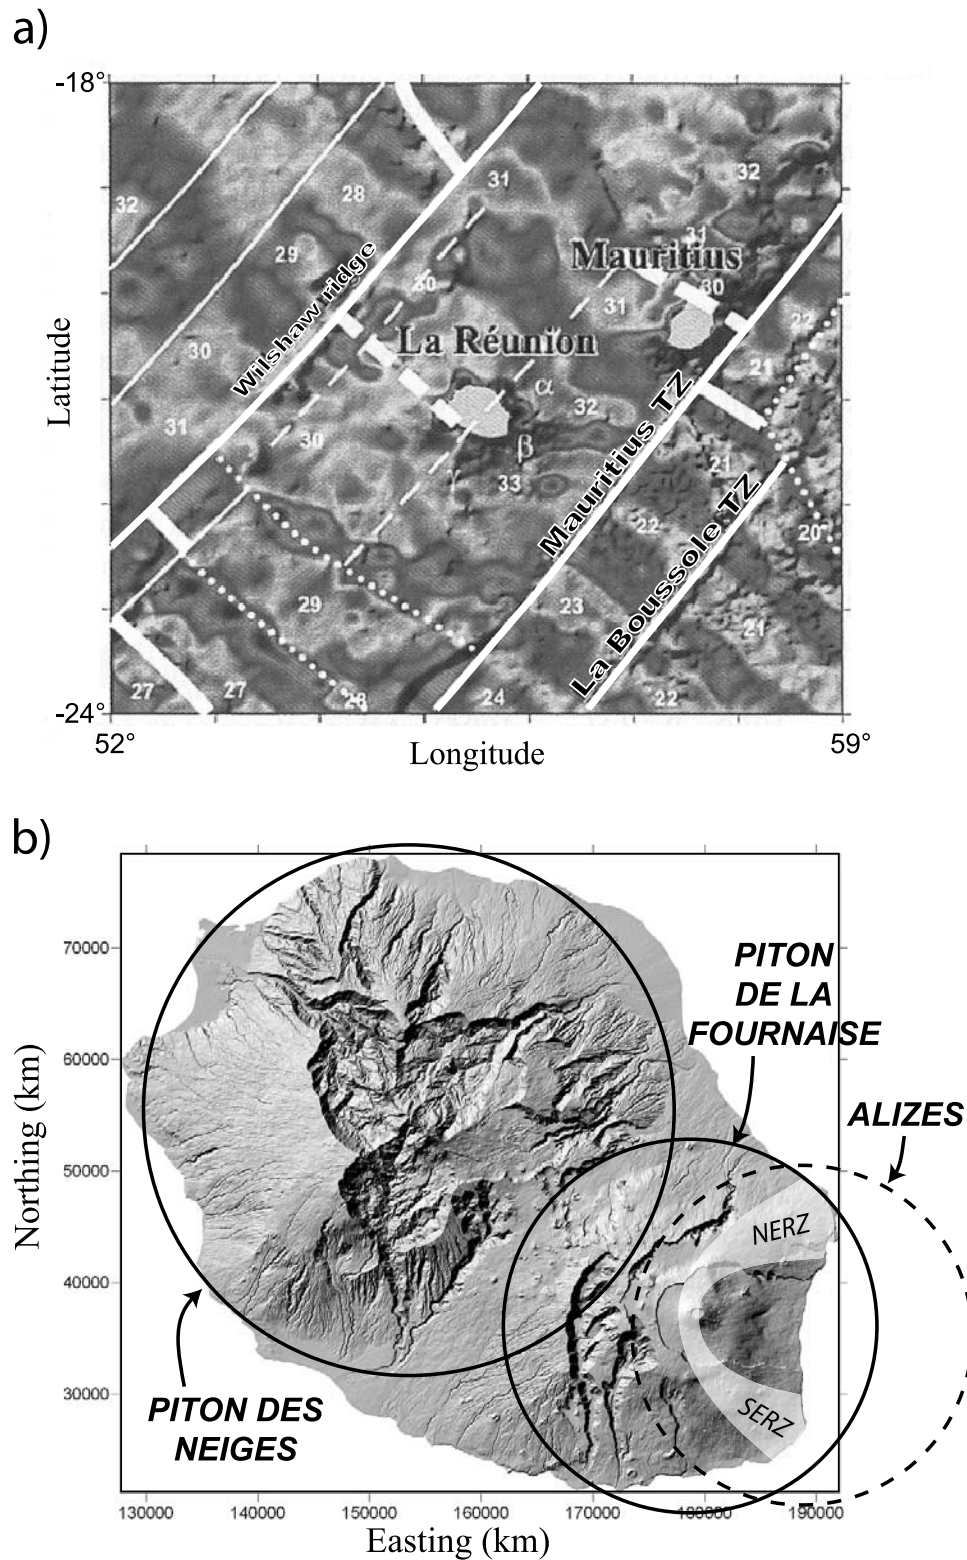 a)
-18°
32
31
32
28
29
31
Mauritius
30
30
31
Wilshaw ridge
22
La Réunion
Latitude
30
21
α
32
31
30
β
Mauritius TZ
γ
33
21
La Boussole TZ
22
20
29
23
21
27
27
28
24
22
-24°
52°
59°
Longitude
b)
70000
PITON
DE LA
FOURNAISE
60000
ALIZES
Northing (km)
50000
NERZ
40000
30000
PITON DES
NEIGES
SERZ
130000
140000
150000
160000
170000
180000
190000
Easting (km)